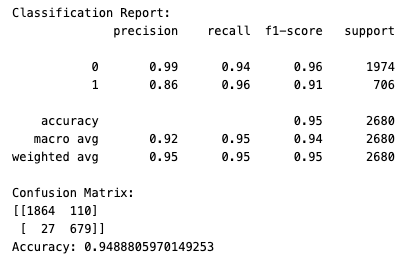 Classification Report:
precision recall f1-score support
0 0.99 0.94 0.96 1974
1 0.86 0.96 0.91 706
accuracy 0.95 2680
macro avg 0.92 0.95 0.94 2680
weighted avg 0.95 0.95 0.95 2680
Confusion Matrix:
[[1864 110]
[ 27 679]]
Accuracy: 0.9488805970149253